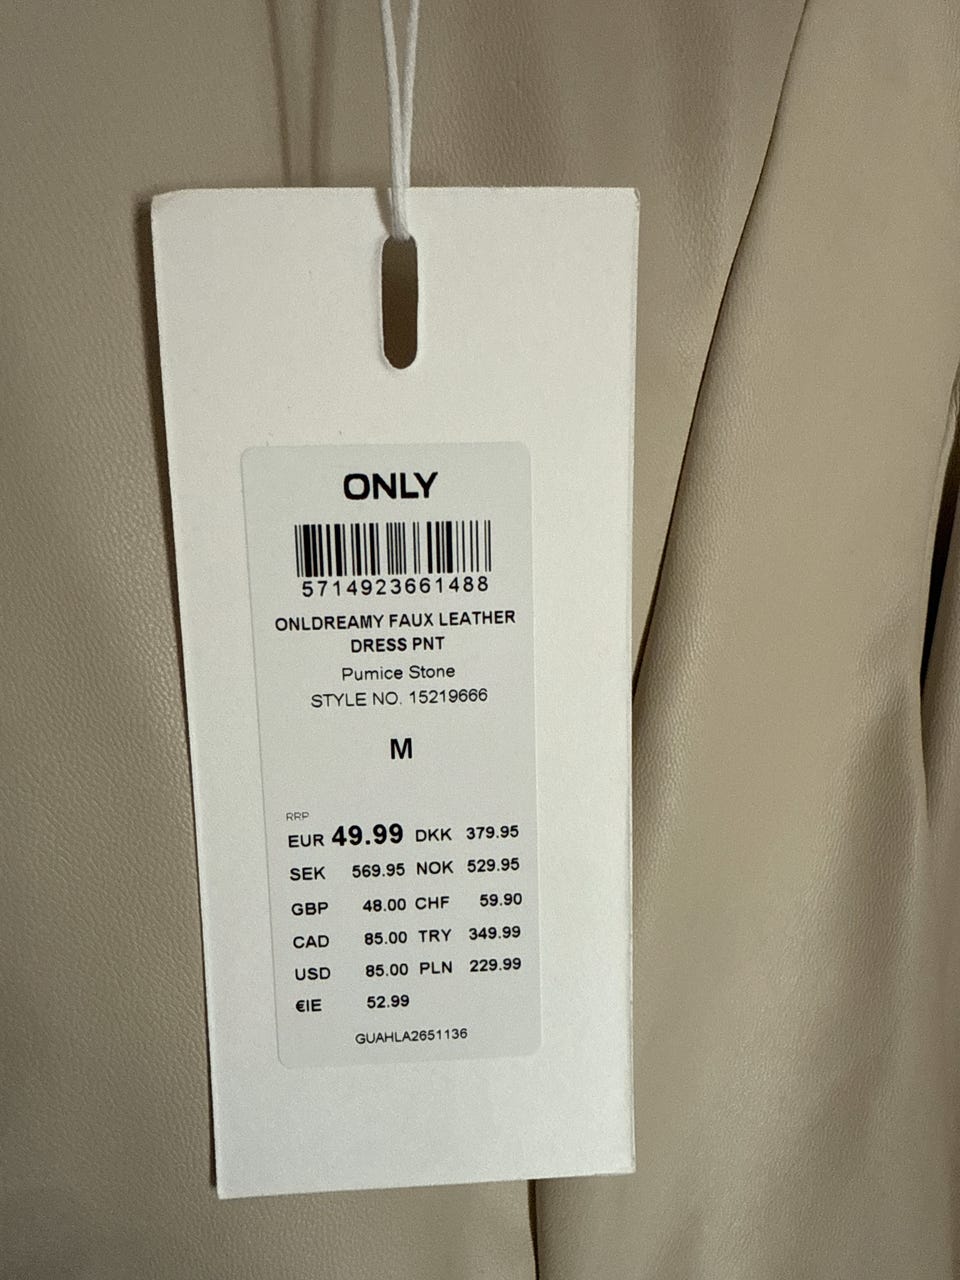 ONLY
5714923661488
ONLDREAMY FAUX LEATHER
DRESS PNT
Pumice Stone
STYLE NO. 15219666
M
RRP
EUR 49.99 DKK 379.95
SEK 569.95 NOK 529.95
GBP 48.00 CHF 59.90
CAD 85.00 TRY 349.99
USD 85.00 PLN 229.99
€IE 52.99
GUAHLA2651136